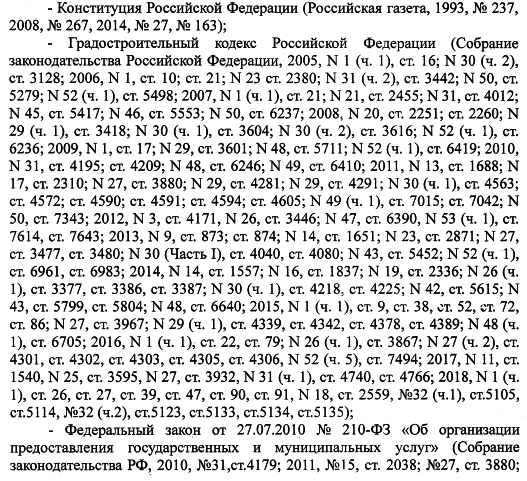 - Конституция Российской Федерации (Российская газета, 1993, № 237,
2008, № 267, 2014, № 27, № 163);
- Градостроительный кодекс Российской Федерации (Собрание
законодательства Российской Федерации, 2005, N 1 (ч. 1), ст. 16; N 30 (ч. 2),
ст. 3128; 2006, N 1, ст. 10; ст. 21; N 23 ст. 2380; N 31 (ч. 2), ст. 3442; N 50, ст.
5279; N 52 (ч. 1), ст. 5498; 2007, N 1 (ч. 1), ст. 21; N 21, ст. 2455; N 31, ст. 4012;
N 45, ст. 5417; N 46, ст. 5553; N 50, ст. 6237; 2008, N 20, ст. 2251; ст. 2260; N
29 (ч. 1), ст. 3418; N 30 (ч. 1), ст. 3604; N 30 (ч. 2), ст. 3616; N 52 (ч. 1), ст.
6236; 2009, N 1, ст. 17; N 29, ст. 3601; N 48, ст. 5711; N 52 (ч. 1), ст. 6419; 2010,
N 31, ст. 4195; ст. 4209; N 48, ст. 6246; N 49, ст. 6410; 2011, N 13, ст. 1688; N
17, ст. 2310; N 27, ст. 3880; N 29, ст. 4281; N 29, ст. 4291; N 30 (ч. 1), ст. 4563;
ст. 4572; ст. 4590; ст. 4591; ст. 4594; ст. 4605; N 49 (ч. 1), ст. 7015; ст. 7042; N
50, ст. 7343; 2012, N 3, ст. 4171, N 26, ст. 3446; N 47, ст. 6390, N 53 (ч. 1), ст.
7614, ст. 7643; 2013, N 9, ст. 873; ст. 874; N 14, ст. 1651; N 23, ст. 2871; N 27,
ст. 3477, ст. 3480; N 30 (Часть I), ст. 4040, ст. 4080; N 43, ст. 5452; N 52 (ч. 1),
ст. 6961, ст. 6983; 2014, N 14, ст. 1557; N 16, ст. 1837; N 19, ст. 2336; N 26 (ч.
1), ст. 3377, ст. 3386, ст. 3387; N 30 (ч. 1), ст. 4218, ст. 4225; N 42, ст. 5615; N
43, ст. 5799, ст. 5804; N 48, ст. 6640; 2015, N 1 (ч. 1), ст. 9, ст. 38, ст. 52, ст. 72,
ст. 86; N 27, ст. 3967; N 29 (ч. 1), ст. 4339, ст. 4342, ст. 4378, ст. 4389; N 48 (ч.
1), ст. 6705; 2016, N 1 (ч. 1), ст. 22, ст. 79; N 26 (ч. 1), ст. 3867; N 27 (ч. 2), ст.
4301, ст. 4302, ст. 4303, ст. 4305, ст. 4306, N 52 (ч. 5), ст. 7494; 2017, N 11, ст.
1540, N 25, ст. 3595, N 27, ст. 3932, N 31 (ч. 1), ст. 4740, ст. 4766; 2018, N 1 (ч.
1), ст. 26, ст. 27, ст. 39, ст. 47, ст. 90, ст. 91, N 18, ст. 2559, №32 (ч.1), ст.5105,
ст.5114, №32 (ч.2), ст.5123, ст.5133, ст.5134, ст.5135);
- Федеральный закон от 27.07.2010 № 210-ФЗ «Об организации
предоставления государственных и муниципальных услуг» (Собрание
законодательства РФ, 2010, №31,ст.4179; 2011, №15, ст. 2038; №27, ст. 3880;